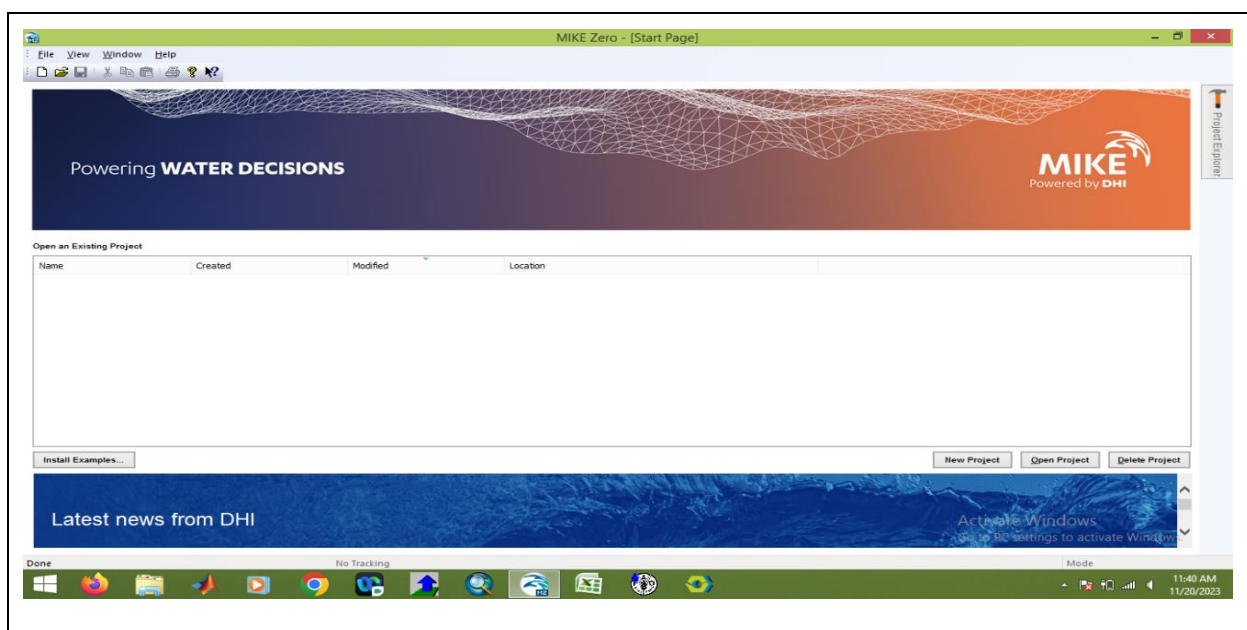 MIKE Zero - [Start Page]
File View Window Help
Project Explorer
Powering WATER DECISIONS
MIKE
Powered by DHI
Open an Existing Project
Name Created Modified Location
Install Examples... New Project Open Project Delete Project
Latest news from DHI
Activate Windows
Go to PC settings to activate Windows.
Done No Tracking Mode
MZ
11:40 AM
11/20/2023